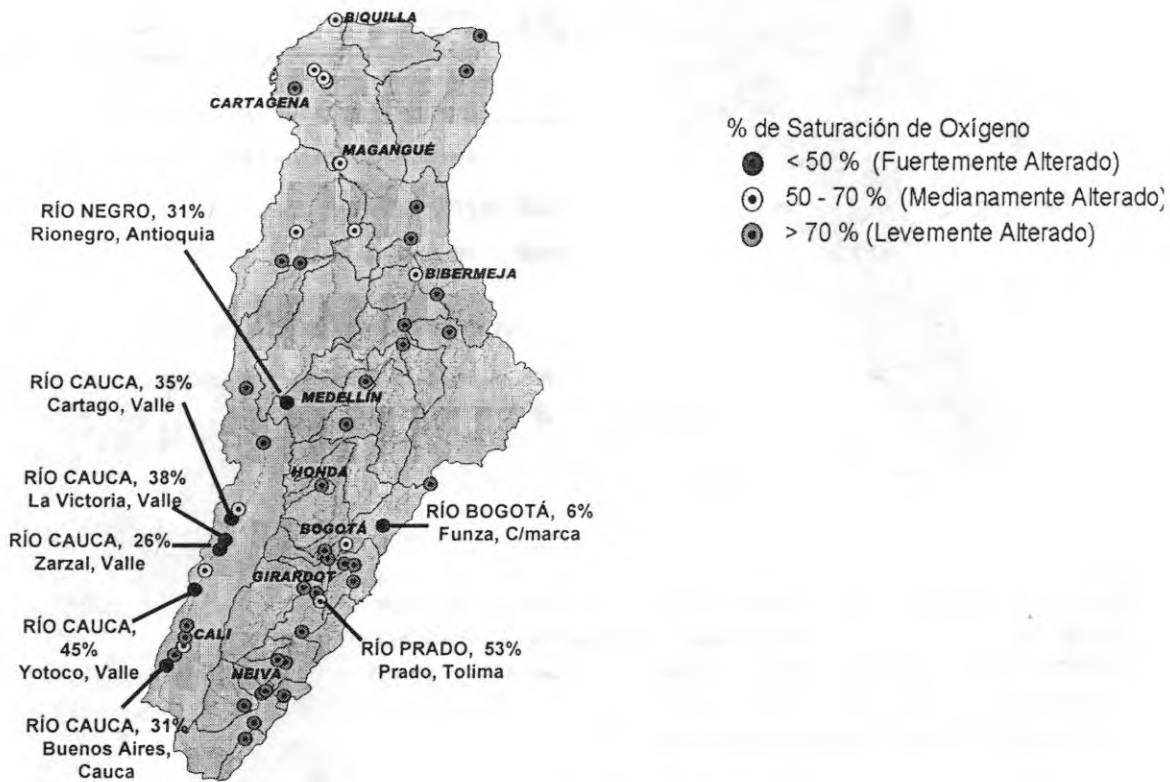 B/QUILLA
CARTAGENA
MAGANGUÉ
RÍO NEGRO, 31%
Rionegro, Antioquia
B/BERMEJA
RÍO CAUCA, 35%
Cartago, Valle
MEDELLÍN
RÍO CAUCA, 38%
La Victoria, Valle
HONDA
RÍO CAUCA, 26%
Zarzal, Valle
BOGOTÁ
RÍO BOGOTÁ, 6%
Funza, C/marca
GIRARDOT
RÍO CAUCA,
45%
Yotoco, Valle
CALI
RÍO PRADO, 53%
Prado, Tolima
NEIVA
RÍO CAUCA, 31%
Buenos Aires,
Cauca
% de Saturación de Oxígeno
< 50 % (Fuertemente Alterado)
50 - 70 % (Medianamente Alterado)
> 70 % (Levemente Alterado)